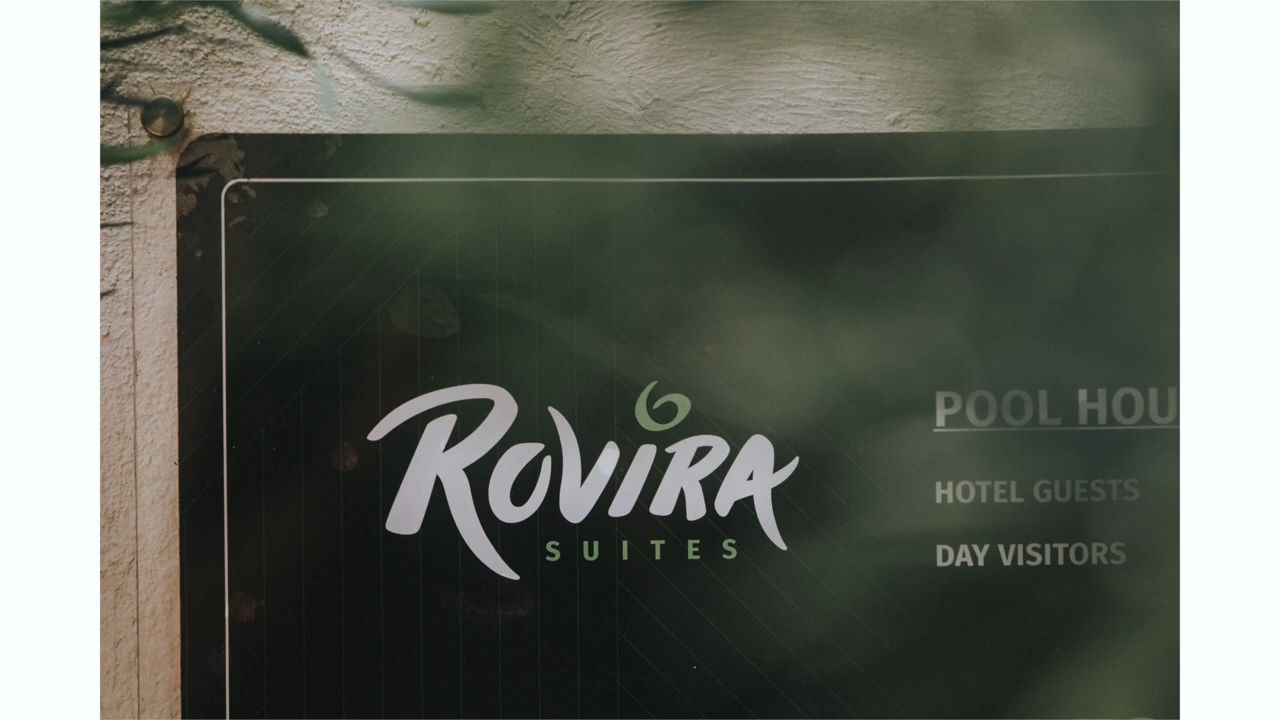 ROVIRA
SUITES
POOL HOU
HOTEL GUESTS
DAY VISITORS